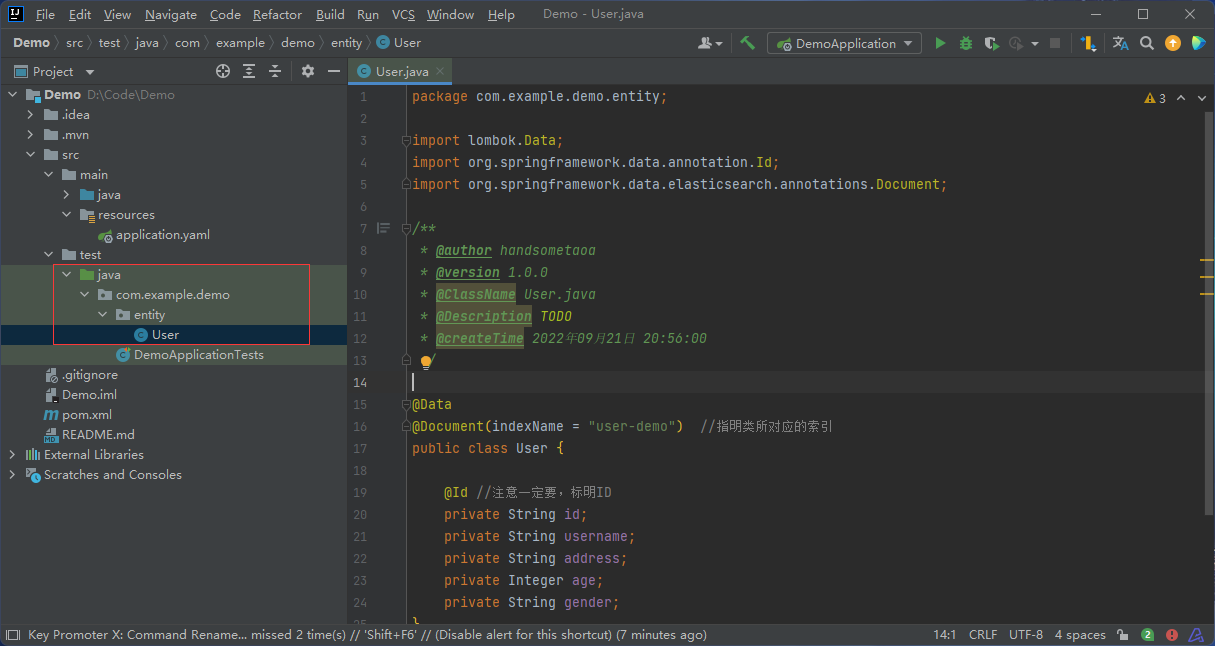 File Edit View Navigate Code Refactor Build Run VCS Window Help Demo - User.java
Demo src test java com example demo entity User DemoApplication
Project
User.java
Demo D:\Code\Demo
.idea
.mvn
src
main
java
resources
application.yaml
test
java
com.example.demo
entity
User
DemoApplicationTests
.gitignore
Demo.iml
pom.xml
README.md
External Libraries
Scratches and Consoles
3
1 package com.example.demo.entity;
2
3 import lombok.Data;
4 import org.springframework.data.annotation.Id;
5 import org.springframework.data.elasticsearch.annotations.Document;
6
7 /**
8 * @author handsometaoa
9 * @version 1.0.0
10 * @ClassName User.java
11 * @Description TODO
12 * @createTime 2022年09月21日 20:56:00
13 */
14
15 @Data
16 @Document(indexName = "user-demo") //指明类所对应的索引
17 public class User {
18
19 @Id //注意一定要，标明ID
20 private String id;
21 private String username;
22 private String address;
23 private Integer age;
24 private String gender;
25 }
Key Promoter X: Command Rename... missed 2 time(s) // 'Shift+F6' // (Disable alert for this shortcut) (7 minutes ago) 14:1 CRLF UTF-8 4 spaces 2